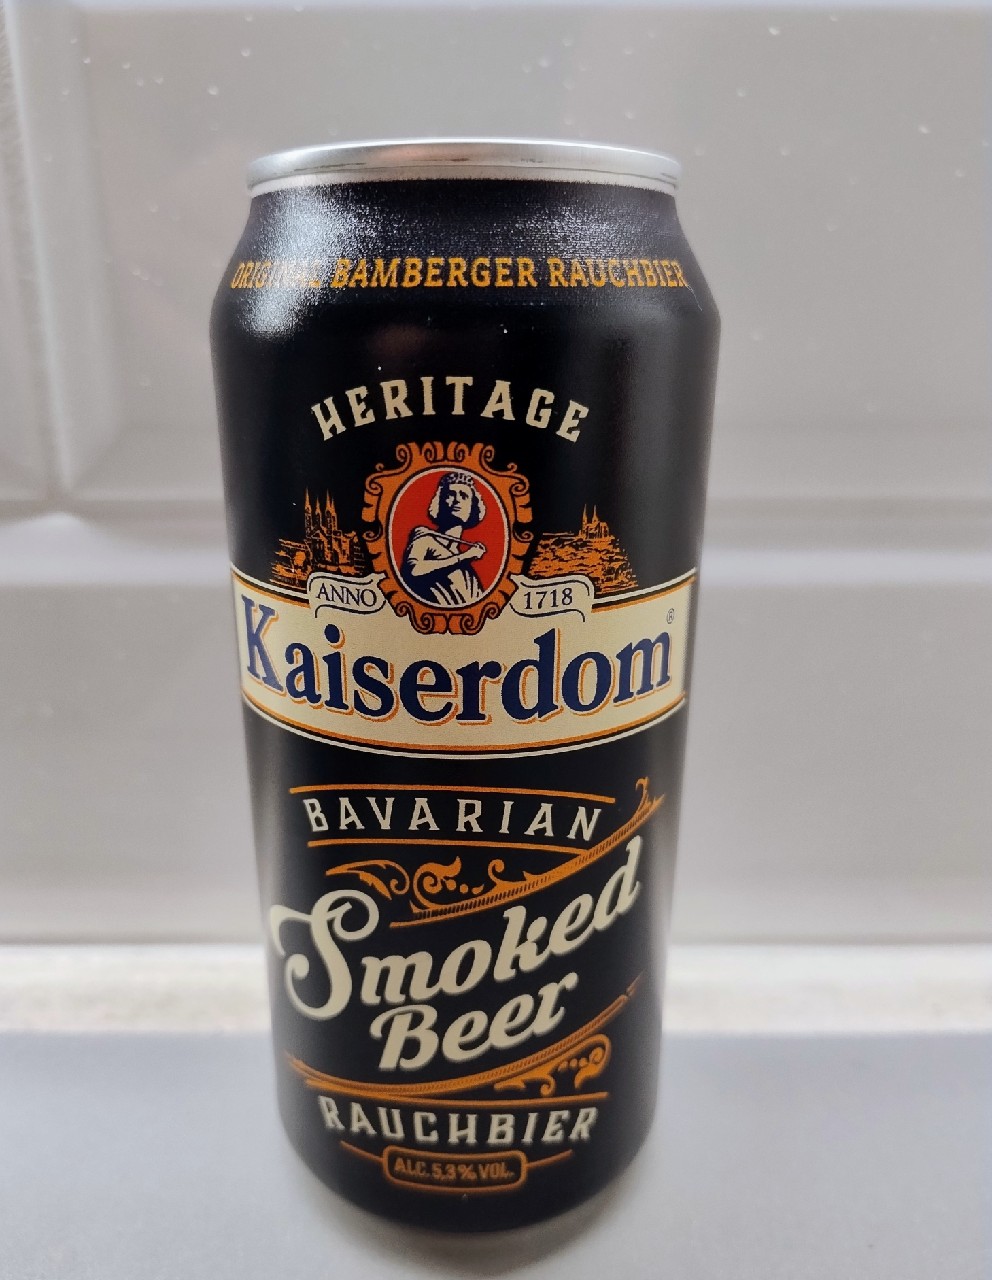 ORIGINAL BAMBERGER RAUCHBIER
HERITAGE
ANNO 1718
Kaiserdom®
BAVARIAN
Smoked
Beer
RAUCHBIER
ALC. 5,3 % VOL.